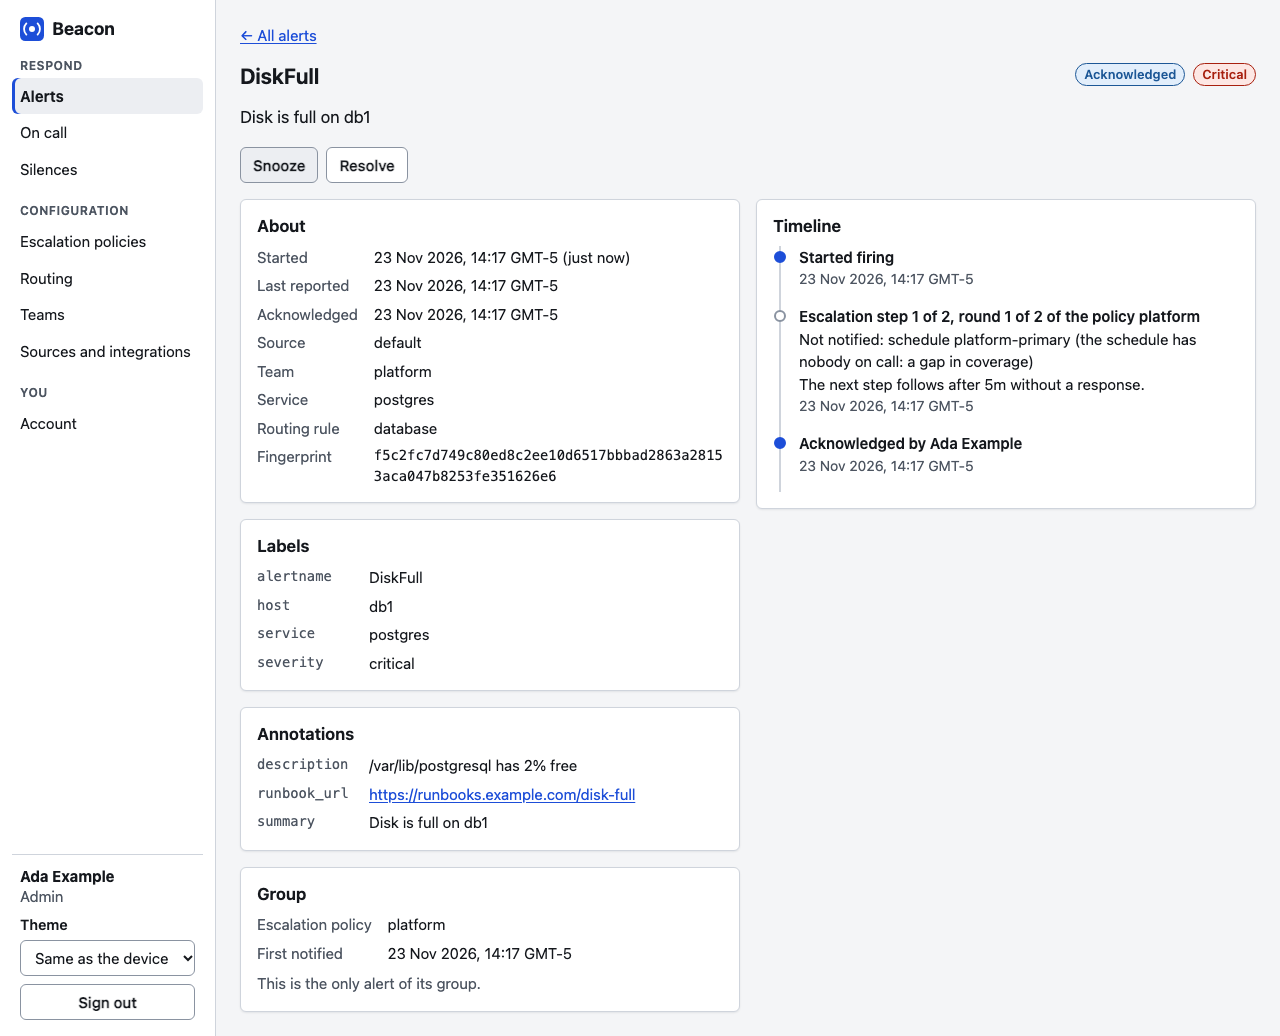 Beacon
RESPOND
Alerts
On call
Silences
CONFIGURATION
Escalation policies
Routing
Teams
Sources and integrations
YOU
Account
Ada Example
Admin
Theme
Same as the device
Sign out
← All alerts
DiskFull
Acknowledged
Critical
Disk is full on db1
Snooze
Resolve
About
Started 23 Nov 2026, 14:17 GMT-5 (just now)
Last reported 23 Nov 2026, 14:17 GMT-5
Acknowledged 23 Nov 2026, 14:17 GMT-5
Source default
Team platform
Service postgres
Routing rule database
Fingerprint f5c2fc7d749c80ed8c2ee10d6517bbbad2863a2815
3aca047b8253fe351626e6
Labels
alertname DiskFull
host db1
service postgres
severity critical
Annotations
description /var/lib/postgresql has 2% free
runbook_url https://runbooks.example.com/disk-full
summary Disk is full on db1
Group
Escalation policy platform
First notified 23 Nov 2026, 14:17 GMT-5
This is the only alert of its group.
Timeline
Started firing
23 Nov 2026, 14:17 GMT-5
Escalation step 1 of 2, round 1 of 2 of the policy platform
Not notified: schedule platform-primary (the schedule has
nobody on call: a gap in coverage)
The next step follows after 5m without a response.
23 Nov 2026, 14:17 GMT-5
Acknowledged by Ada Example
23 Nov 2026, 14:17 GMT-5